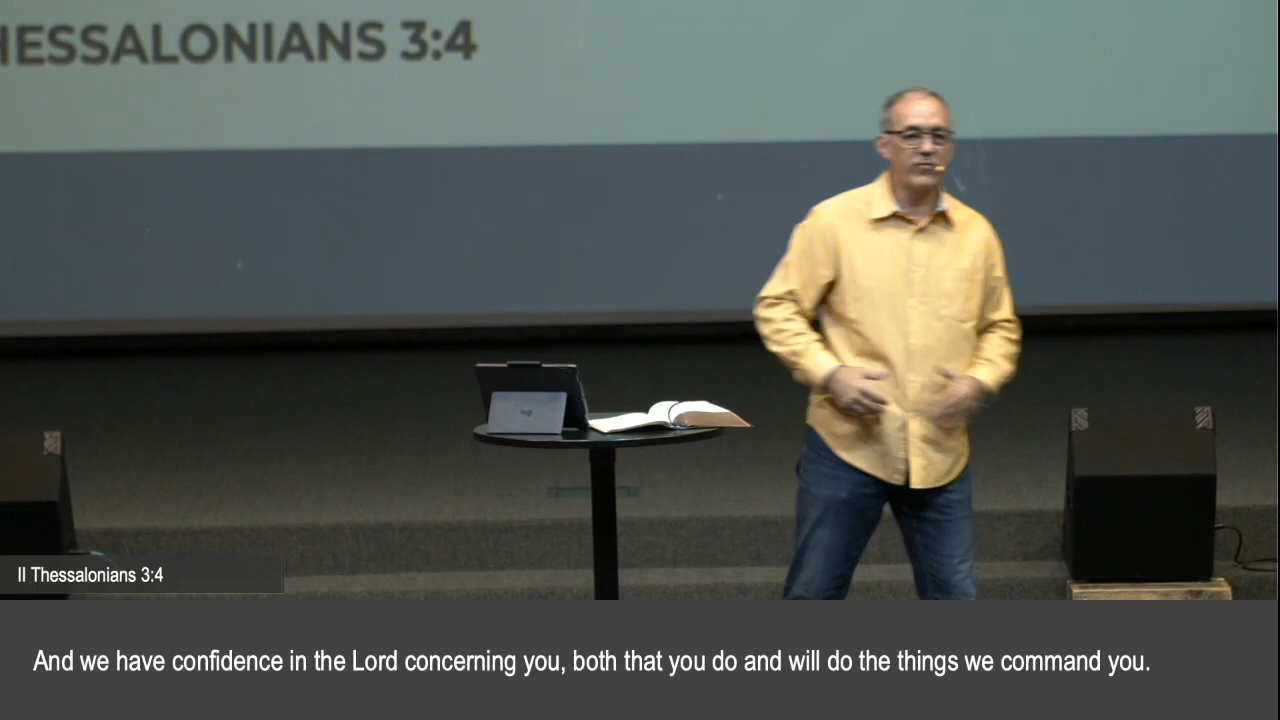 HESSALONIANS 3:4
logi
II Thessalonians 3:4
And we have confidence in the Lord concerning you, both that you do and will do the things we command you.